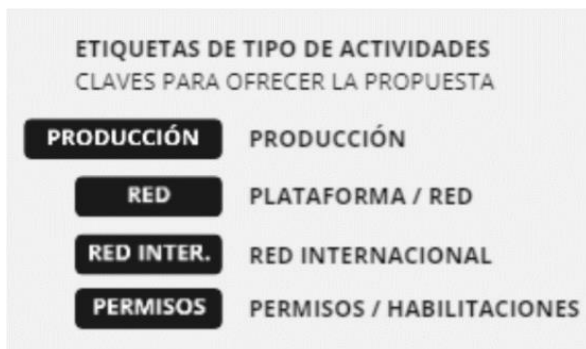 ETIQUETAS DE TIPO DE ACTIVIDADES
CLAVES PARA OFRECER LA PROPUESTA
PRODUCCIÓN PRODUCCIÓN
RED PLATAFORMA / RED
RED INTER. RED INTERNACIONAL
PERMISOS PERMISOS / HABILITACIONES